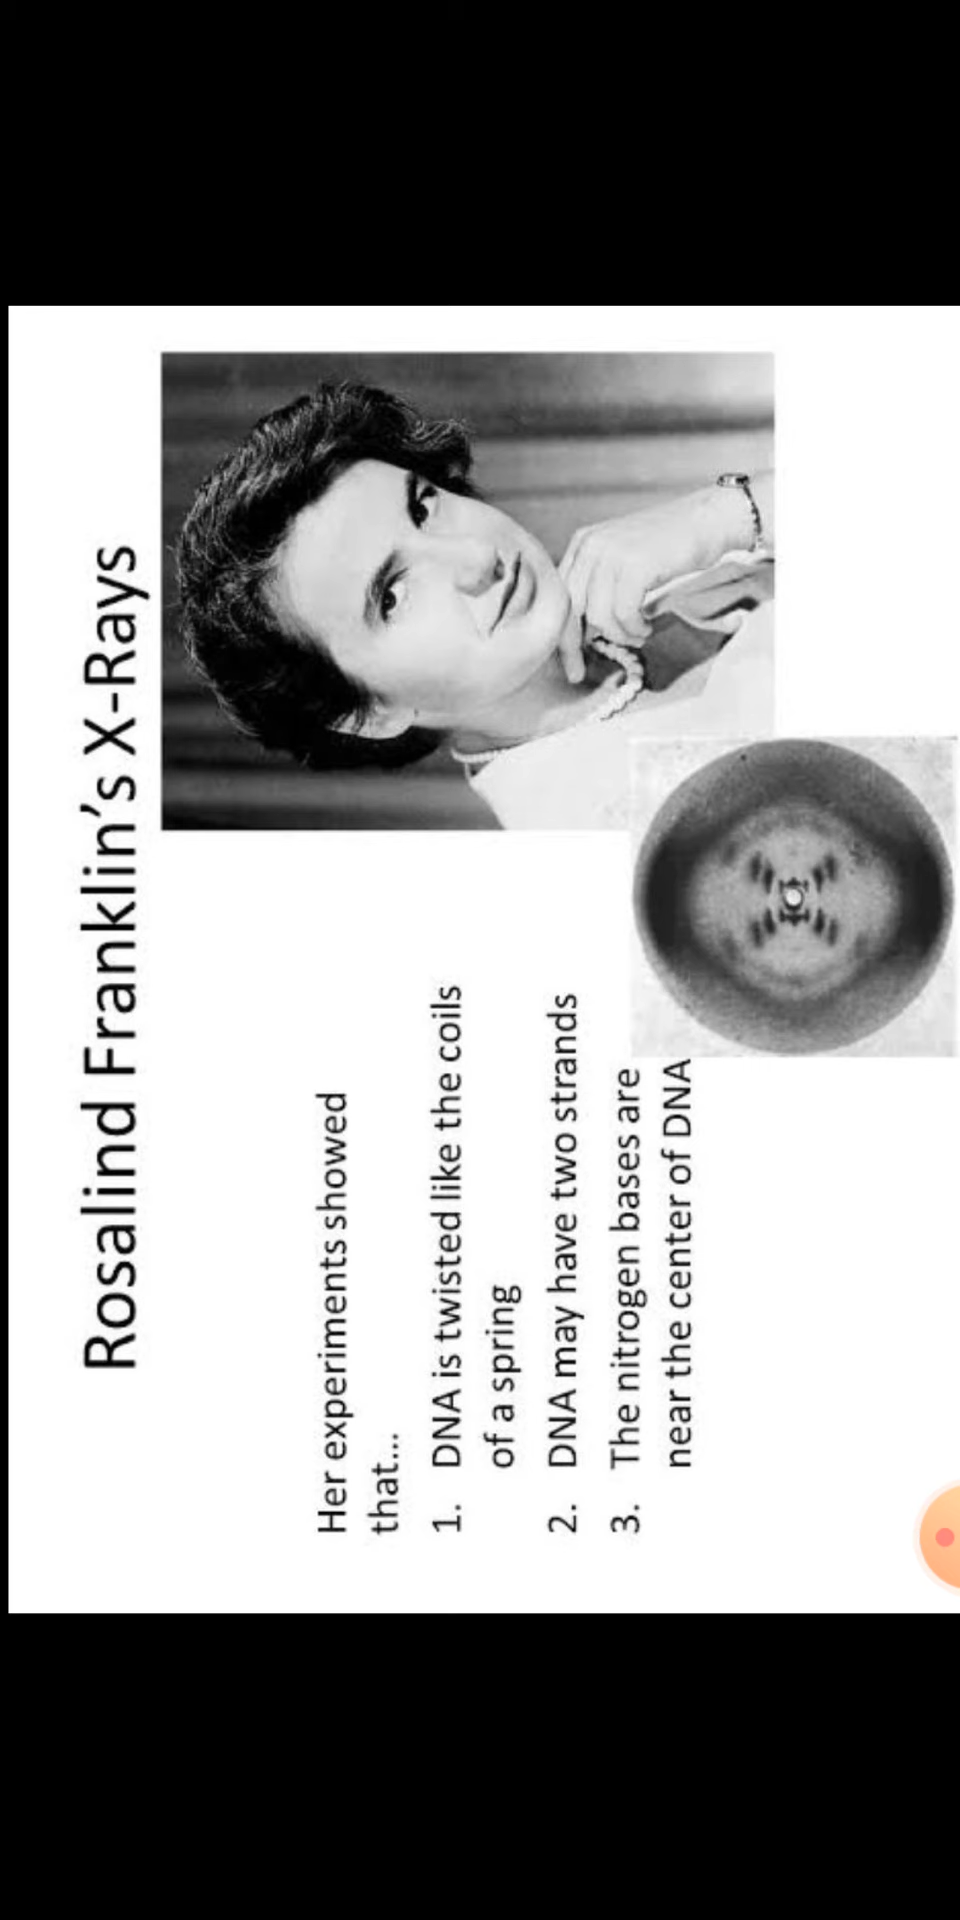 Rosalind Franklin’s X-Rays
Her experiments showed
that...
1. DNA is twisted like the coils
of a spring
2. DNA may have two strands
3. The nitrogen bases are
near the center of DNA